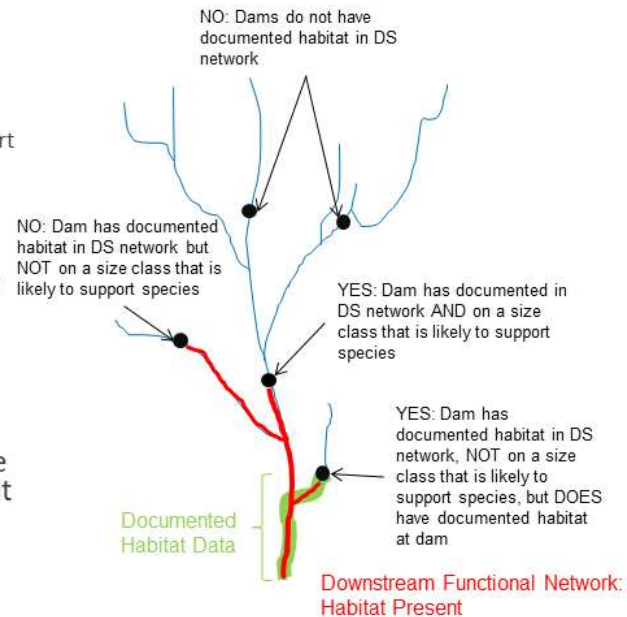 NO: Dams do not have
documented habitat in DS
network
rt
NO: Dam has documented
habitat in DS network but
NOT on a size class that is
likely to support species
YES: Dam has documented in
DS network AND on a size
class that is likely to support
species
YES: Dam has
documented habitat in DS
network, NOT on a size
class that is likely to
support species, but DOES
have documented habitat
at dam
e
t
Documented
Habitat Data
Downstream Functional Network:
Habitat Present